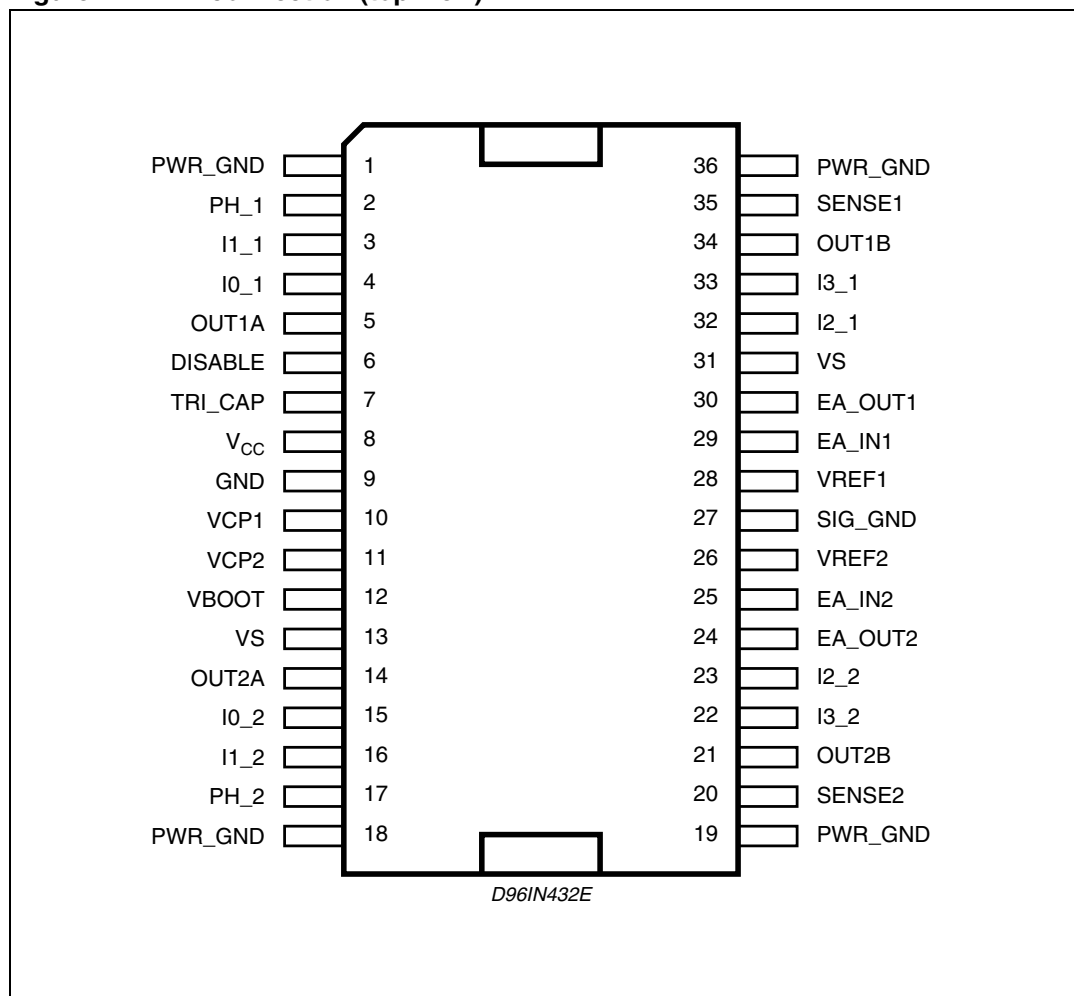 PWR_GND 1 36 PWR_GND
PH_1 2 35 SENSE1
I1_1 3 34 OUT1B
I0_1 4 33 I3_1
OUT1A 5 32 I2_1
DISABLE 6 31 VS
TRI_CAP 7 30 EA_OUT1
VCC 8 29 EA_IN1
GND 9 28 VREF1
VCP1 10 27 SIG_GND
VCP2 11 26 VREF2
VBOOT 12 25 EA_IN2
VS 13 24 EA_OUT2
OUT2A 14 23 I2_2
I0_2 15 22 I3_2
I1_2 16 21 OUT2B
PH_2 17 20 SENSE2
PWR_GND 18 19 PWR_GND
D96IN432E